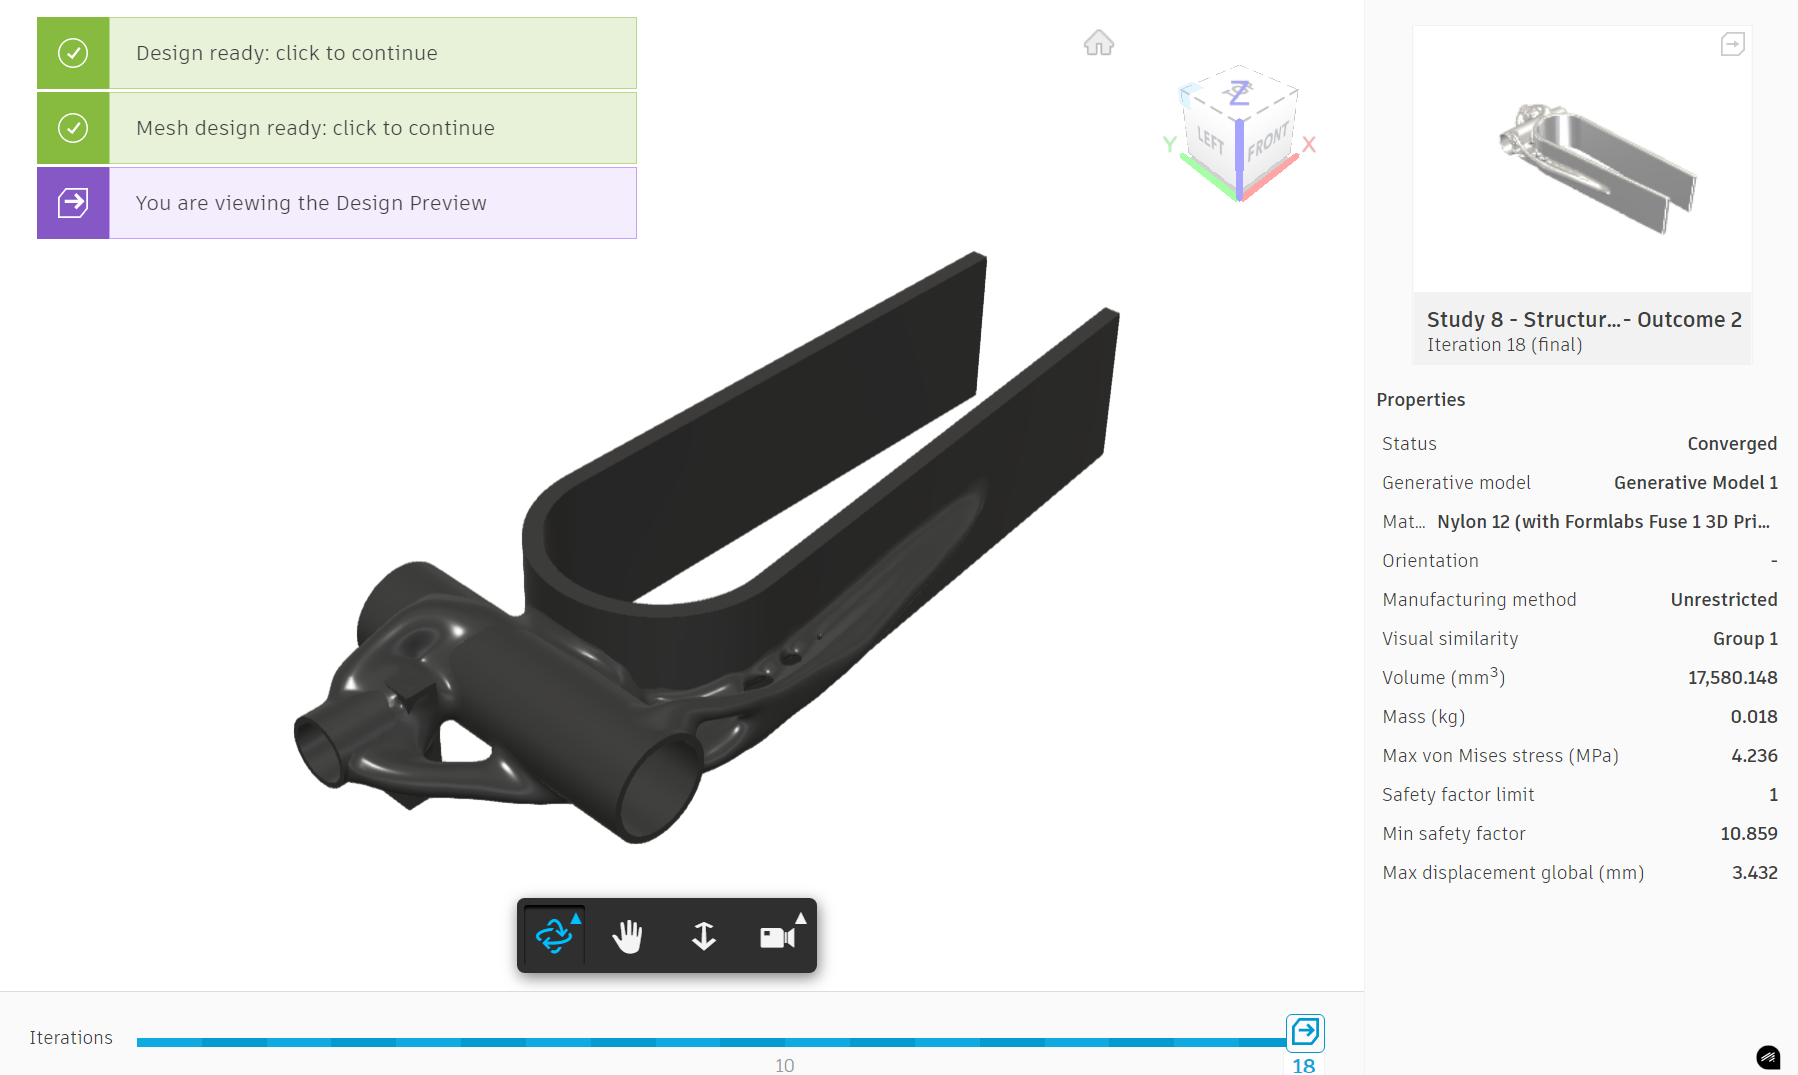 Design ready: click to continue
Mesh design ready: click to continue
You are viewing the Design Preview
Z
Y
X
LEFT
FRONT
Study 8 - Structur...- Outcome 2
Iteration 18 (final)
Properties
Status Converged
Generative model Generative Model 1
Mat... Nylon 12 (with Formlabs Fuse 1 3D Pri...
Orientation -
Manufacturing method Unrestricted
Visual similarity Group 1
Volume (mm³) 17,580.148
Mass (kg) 0.018
Max von Mises stress (MPa) 4.236
Safety factor limit 1
Min safety factor 10.859
Max displacement global (mm) 3.432
Iterations
10
18